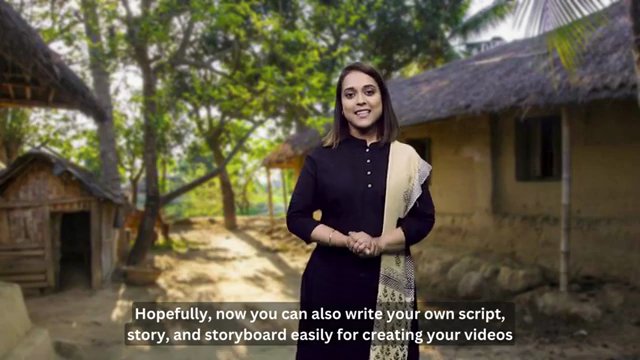 Hopefully, now you can also write your own script,
story, and storyboard easily for creating your videos